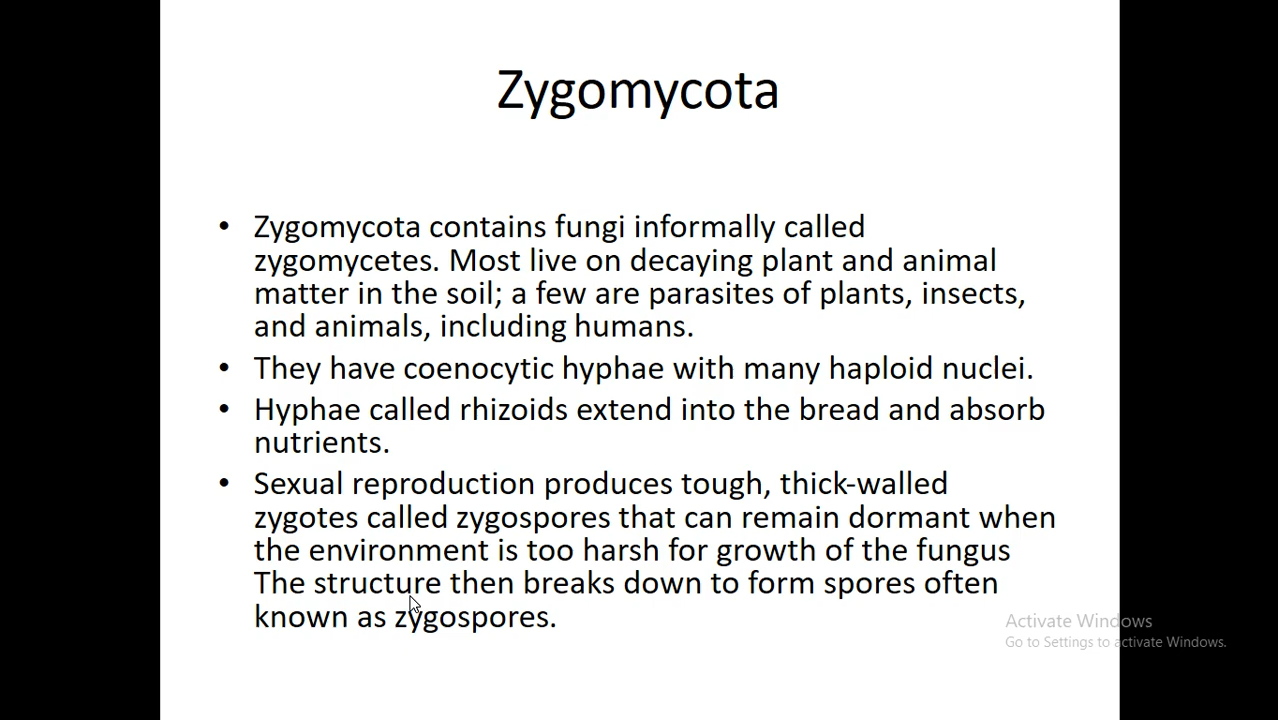 Zygomycota
• Zygomycota contains fungi informally called
zygomycetes. Most live on decaying plant and animal
matter in the soil; a few are parasites of plants, insects,
and animals, including humans.
• They have coenocytic hyphae with many haploid nuclei.
• Hyphae called rhizoids extend into the bread and absorb
nutrients.
• Sexual reproduction produces tough, thick-walled
zygotes called zygospores that can remain dormant when
the environment is too harsh for growth of the fungus
The structure then breaks down to form spores often
known as zygospores.
Activate Windows
Go to Settings to activate Windows.